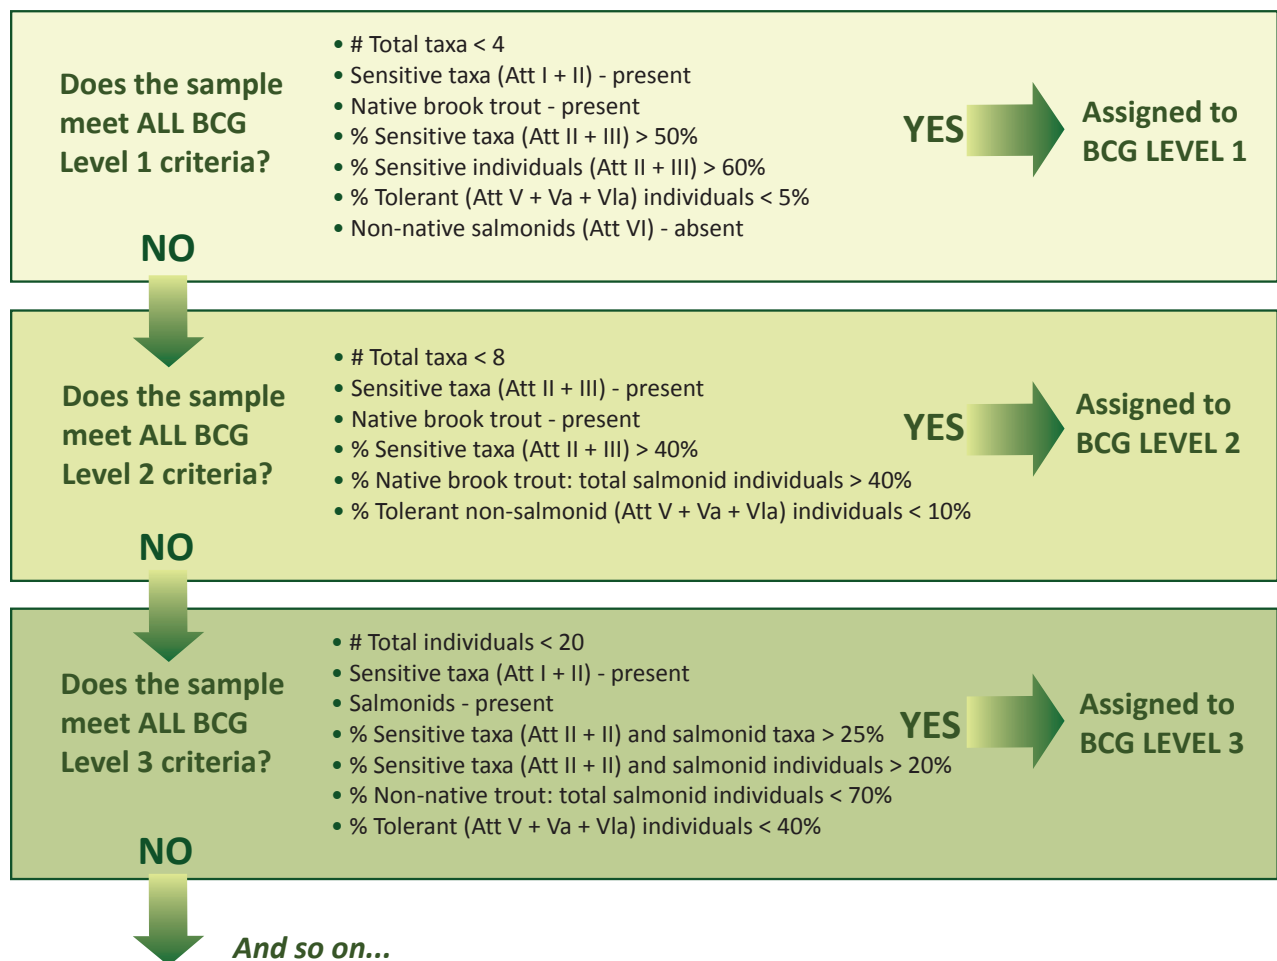 Does the sample
meet ALL BCG
Level 1 criteria?
• # Total taxa < 4
• Sensitive taxa (Att I + II) - present
• Native brook trout - present
• % Sensitive taxa (Att II + III) > 50%
• % Sensitive individuals (Att II + III) > 60%
• % Tolerant (Att V + Va + Vla) individuals < 5%
• Non-native salmonids (Att VI) - absent
YES
Assigned to
BCG LEVEL 1
NO
Does the sample
meet ALL BCG
Level 2 criteria?
• # Total taxa < 8
• Sensitive taxa (Att II + III) - present
• Native brook trout - present
• % Sensitive taxa (Att II + III) > 40%
• % Native brook trout: total salmonid individuals > 40%
• % Tolerant non-salmonid (Att V + Va + Vla) individuals < 10%
YES
Assigned to
BCG LEVEL 2
NO
Does the sample
meet ALL BCG
Level 3 criteria?
• # Total individuals < 20
• Sensitive taxa (Att I + II) - present
• Salmonids - present
• % Sensitive taxa (Att II + II) and salmonid taxa > 25%
• % Sensitive taxa (Att II + II) and salmonid individuals > 20%
• % Non-native trout: total salmonid individuals < 70%
• % Tolerant (Att V + Va + Vla) individuals < 40%
YES
Assigned to
BCG LEVEL 3
NO
And so on...